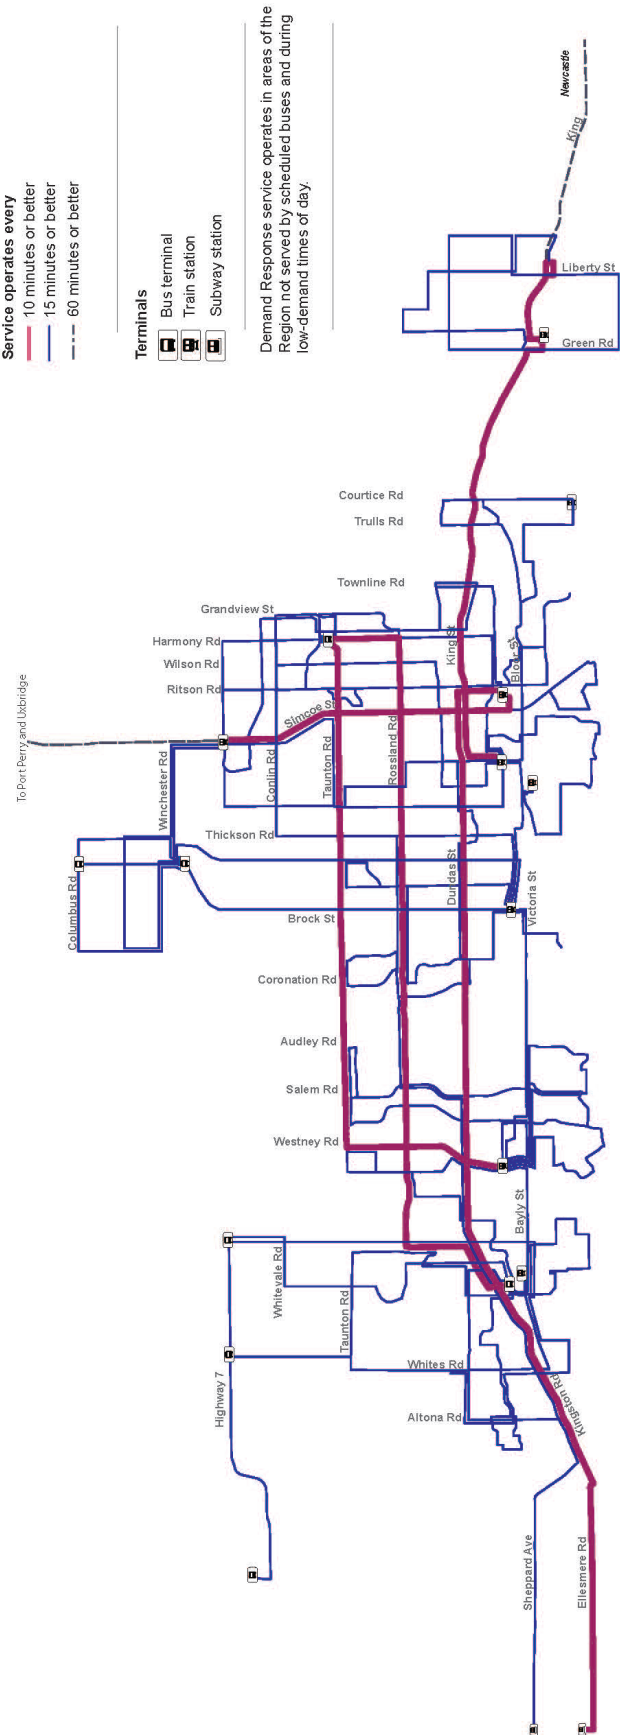 Service operates every
10 minutes or better
15 minutes or better
60 minutes or better
Terminals
Bus terminal
Train station
Subway station
Demand Response service operates in areas of the
Region not served by scheduled buses and during
low-demand times of day.
Newcastle
King
Liberty St
Green Rd
Courtice Rd
Trulls Rd
Townline Rd
Grandview St
Harmony Rd
Wilson Rd
Ritson Rd
Simcoe St
King St
Bloor St
To Port Perry and Uxbridge
Winchester Rd
Conlin Rd
Taunton Rd
Rossland Rd
Thickson Rd
Columbus Rd
Dundas St
Victoria St
Brock St
Coronation Rd
Audley Rd
Salem Rd
Westney Rd
Bayly St
Whitevale Rd
Taunton Rd
Whites Rd
Highway 7
Altona Rd
Kingston Rd
Sheppard Ave
Ellesmere Rd